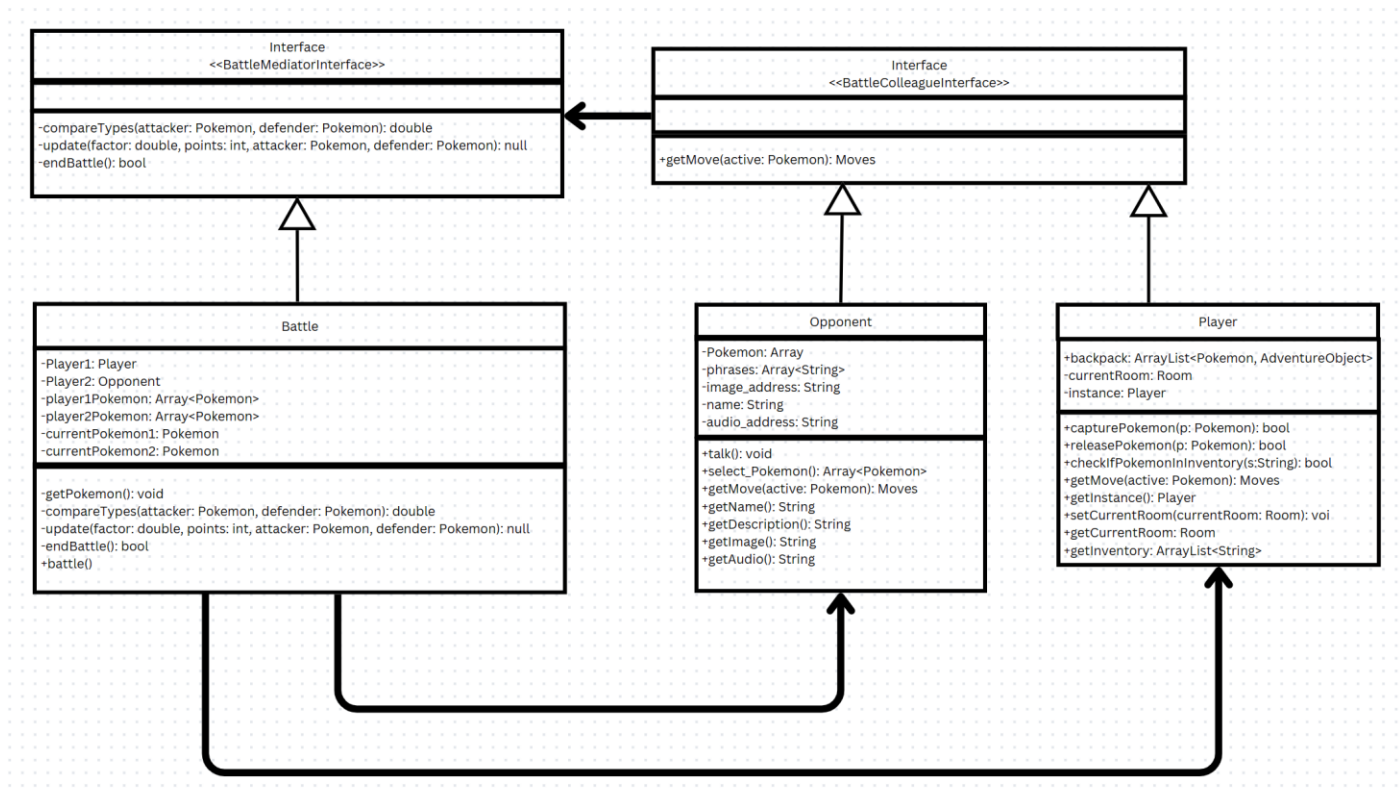 Interface
<<BattleMediatorInterface>>
-compareTypes(attacker: Pokemon, defender: Pokemon): double
-update(factor: double, points: int, attacker: Pokemon, defender: Pokemon): null
-endBattle(): bool
Interface
<<BattleColleagueInterface>>
+getMove(active: Pokemon): Moves
Battle
-Player1: Player
-Player2: Opponent
-player1Pokemon: Array<Pokemon>
-player2Pokemon: Array<Pokemon>
-currentPokemon1: Pokemon
-currentPokemon2: Pokemon
-getPokemon(): void
-compareTypes(attacker: Pokemon, defender: Pokemon): double
-update(factor: double, points: int, attacker: Pokemon, defender: Pokemon): null
-endBattle(): bool
+battle()
Opponent
-Pokemon: Array
-phrases: Array<String>
-image_address: String
-name: String
-audio_address: String
+talk(): void
+select_Pokemon(): Array<Pokemon>
+getMove(active: Pokemon): Moves
+getName(): String
+getDescription(): String
+getImage(): String
+getAudio(): String
Player
+backpack: ArrayList<Pokemon, AdventureObject>
-currentRoom: Room
-instance: Player
+capturePokemon(p: Pokemon): bool
+releasePokemon(p: Pokemon): bool
+checkIfPokemonInInventory(s:String): bool
+getMove(active: Pokemon): Moves
+getInstance(): Player
+setCurrentRoom(currentRoom: Room): voi
+getCurrentRoom: Room
+getInventory: ArrayList<String>